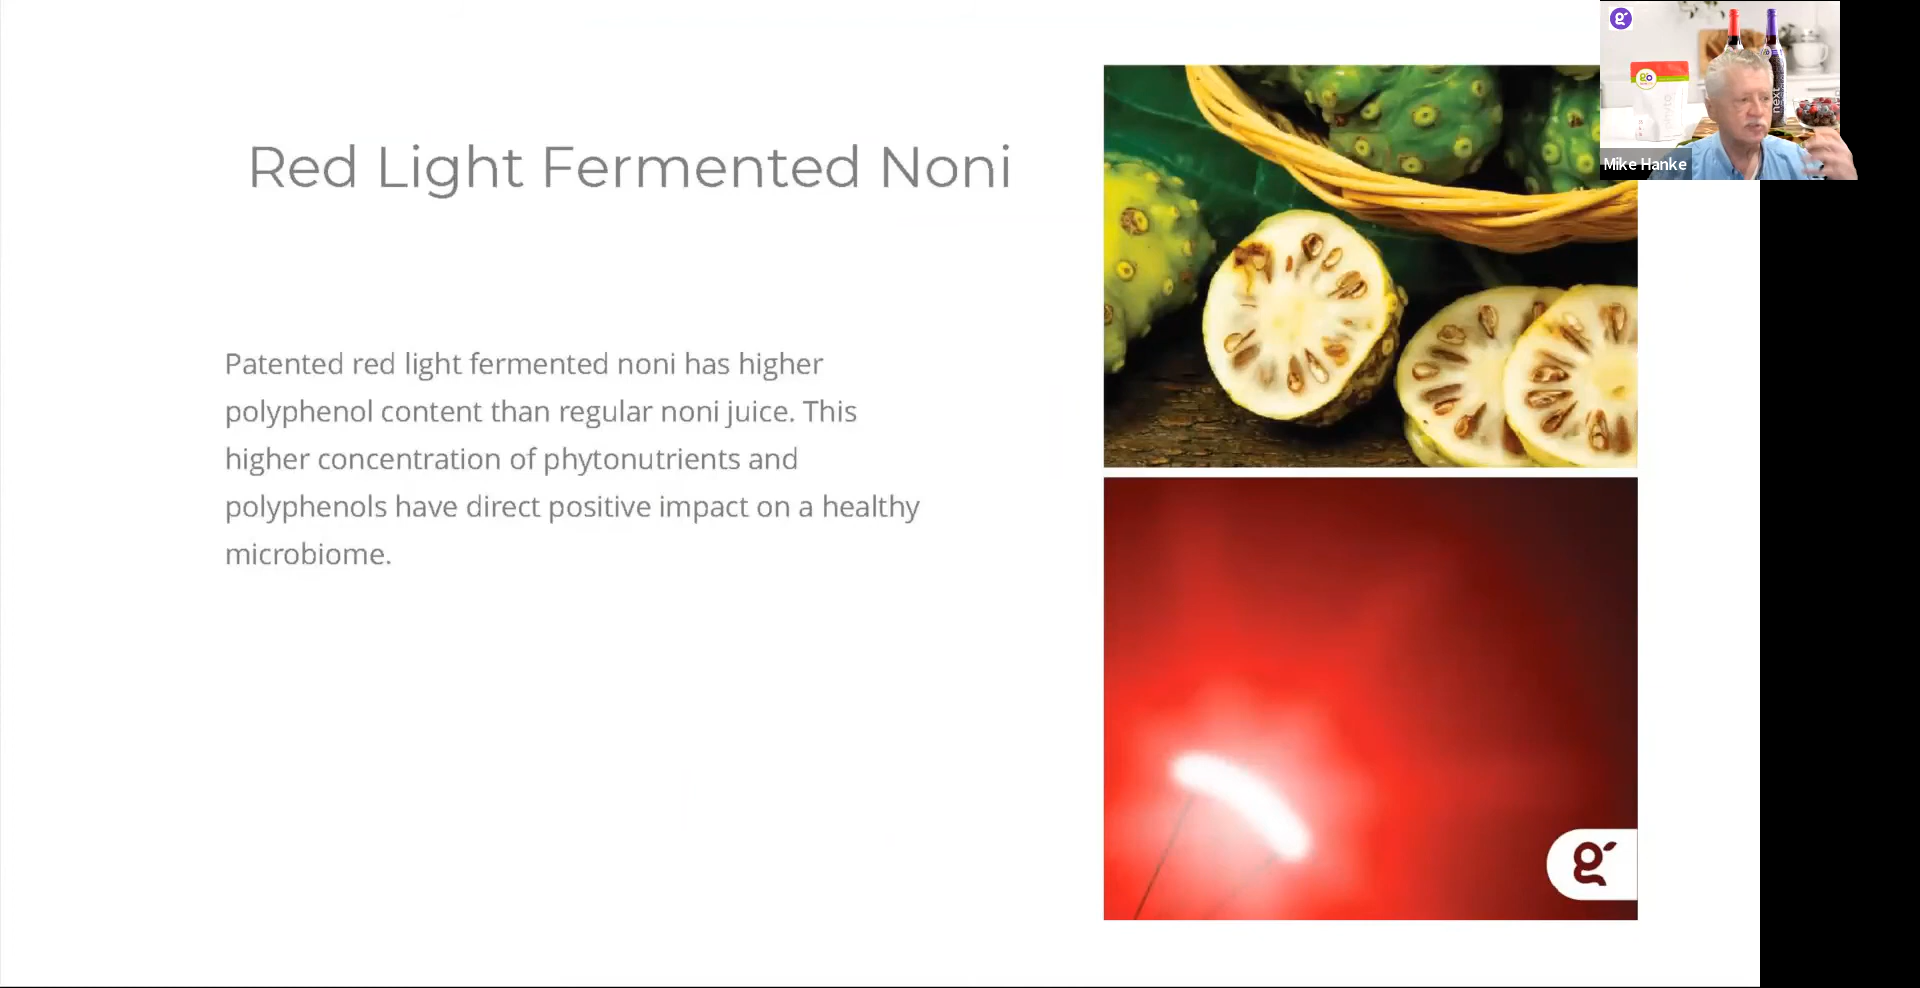 Red Light Fermented Noni
Patented red light fermented noni has higher
polyphenol content than regular noni juice. This
higher concentration of phytonutrients and
polyphenols have direct positive impact on a healthy
microbiome.
g
g
next
Mike Hanke